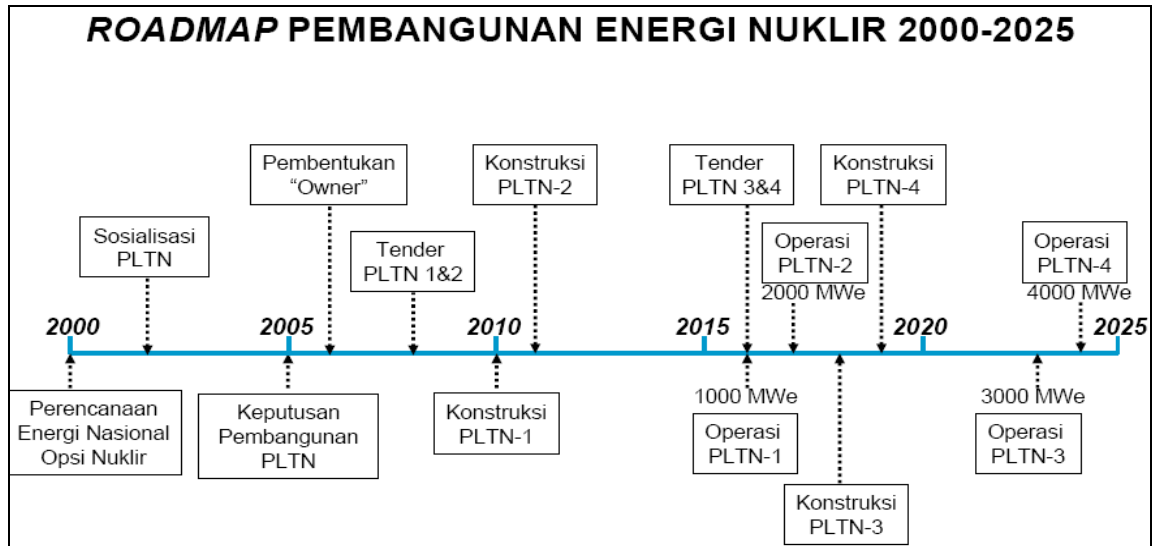 ROADMAP PEMBANGUNAN ENERGI NUKLIR 2000-2025
Pembentukan
“Owner”
Konstruksi
PLTN-2
Tender
PLTN 3&4
Konstruksi
PLTN-4
Sosialisasi
PLTN
Tender
PLTN 1&2
Operasi
PLTN-2
2000 MWe
Operasi
PLTN-4
4000 MWe
2000
2005
2010
2015
2020
2025
Perencanaan
Energi Nasional
Opsi Nuklir
Keputusan
Pembangunan
PLTN
Konstruksi
PLTN-1
1000 MWe
Operasi
PLTN-1
3000 MWe
Operasi
PLTN-3
Konstruksi
PLTN-3